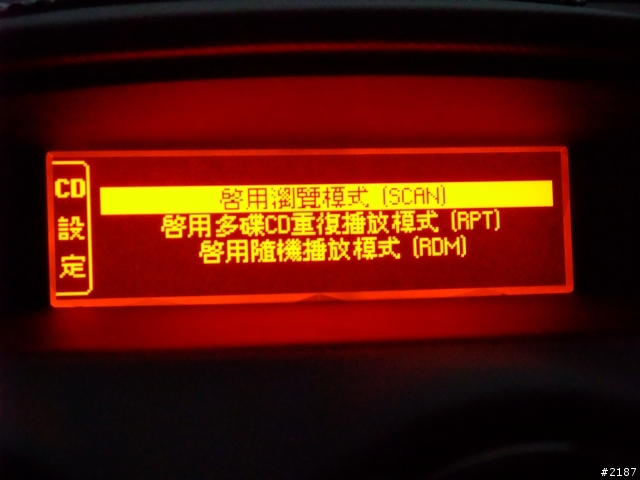 CD
設
定
啓用瀏覽模式 (SCAN)
啓用多碟CD重復播放模式 (RPT)
啓用隨機播放模式 (RDM)
#2187